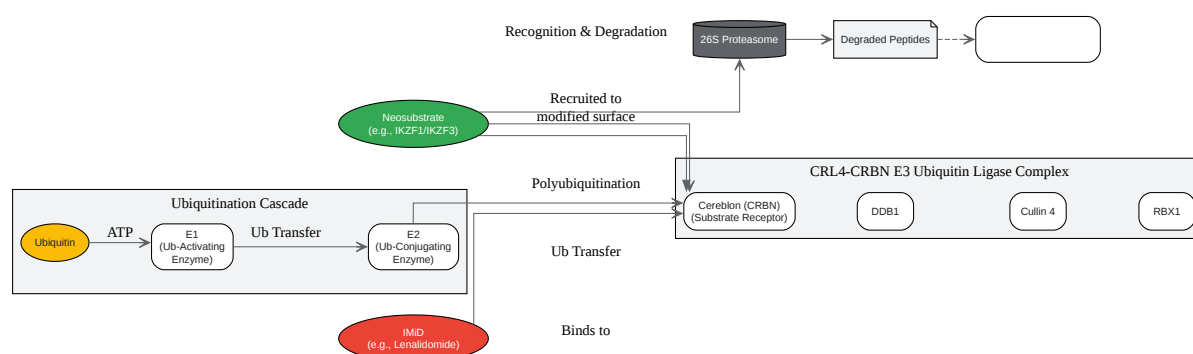 Recognition & Degradation
26S Proteasome
Degraded Peptides
Neosubstrate
(e.g., IKZF1/IKZF3)
Recruited to
modified surface
CRL4-CRBN E3 Ubiquitin Ligase Complex
Polyubiquitination
Cereblon (CRBN)
(Substrate Receptor)
DDB1
Cullin 4
RBX1
Ubiquitination Cascade
Ubiquitin
ATP
E1
(Ub-Activating
Enzyme)
Ub Transfer
E2
(Ub-Conjugating
Enzyme)
Ub Transfer
IMiD
(e.g., Lenalidomide)
Binds to